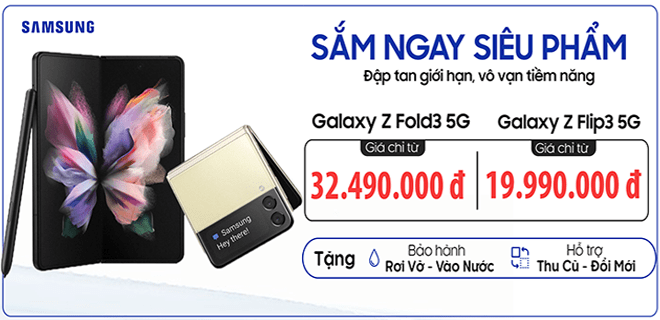 SAMSUNG
SẮM NGAY SIÊU PHẨM
Đập tan giới hạn, vô vạn tiềm năng
Galaxy Z Fold3 5G
Giá chỉ từ
32.490.000 đ
Galaxy Z Flip3 5G
Giá chỉ từ
19.990.000 đ
Samsung
Hey there!
Tặng
Bảo hành
Rơi Vỡ - Vào Nước
Hỗ trợ
Thu Cũ - Đổi Mới